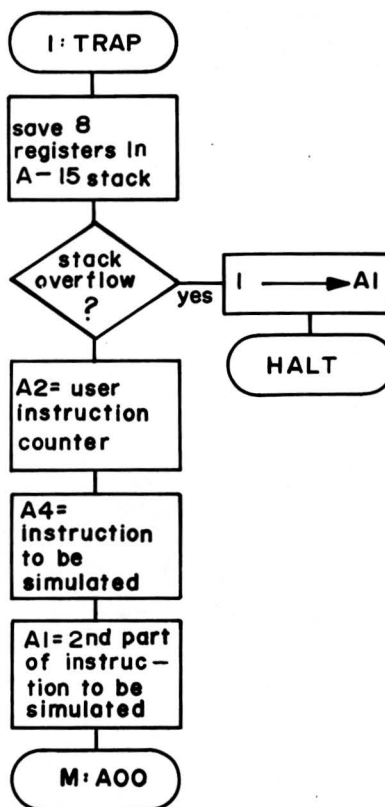 I: TRAP
save 8
registers in
A-15 stack
stack
overflow
?
yes
I ⟶ A1
HALT
A2= user
instruction
counter
A4=
instruction
to be
simulated
A1= 2nd part
of instruc-
tion to be
simulated
M: A00